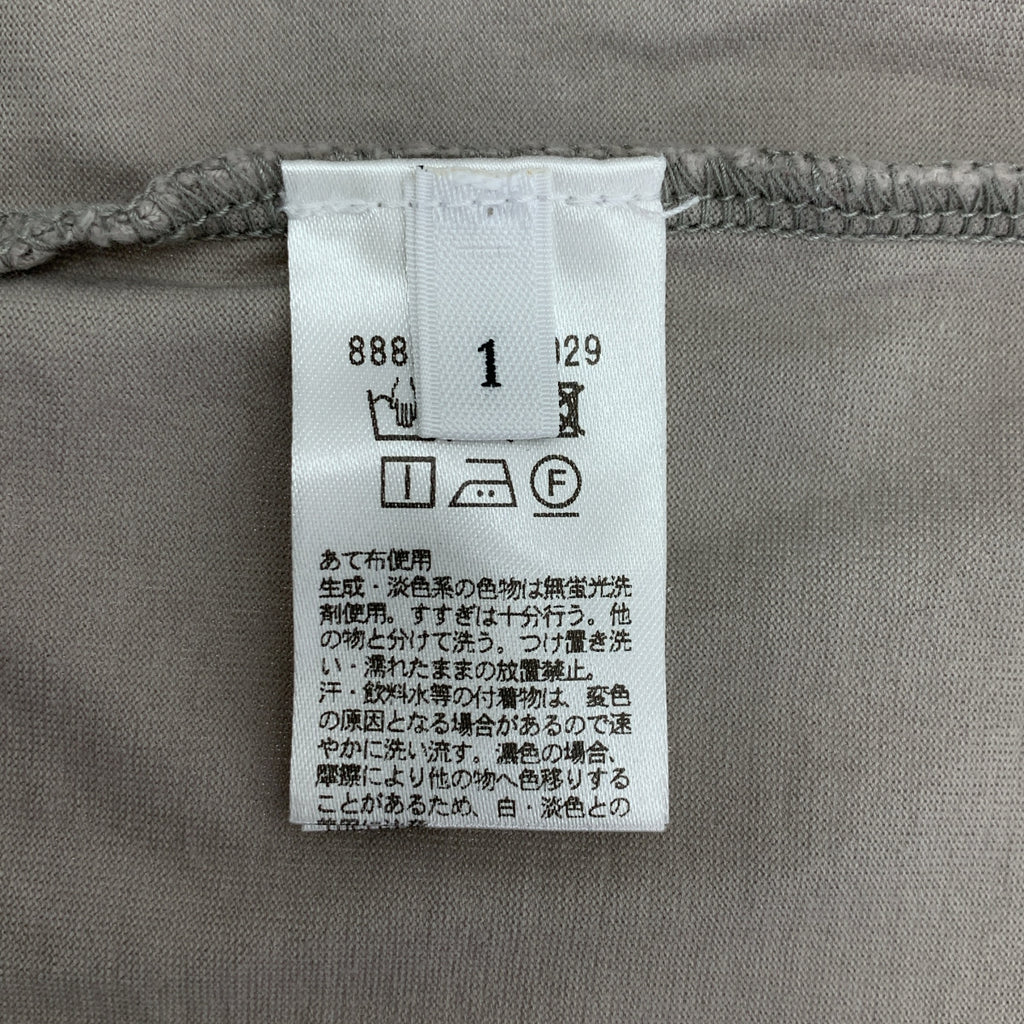 888
029
1
F
あて布使用
生成・淡色系の色物は無蛍光洗
剤使用。すすぎは十分行う。他
の物と分けて洗う。つけ置き洗
い・濡れたままの放置禁止。
汗・飲料水等の付着物は、変色
の原因となる場合があるので速
やかに洗い流す。濃色の場合、
摩擦により他の物へ色移りする
ことがあるため、白・淡色との